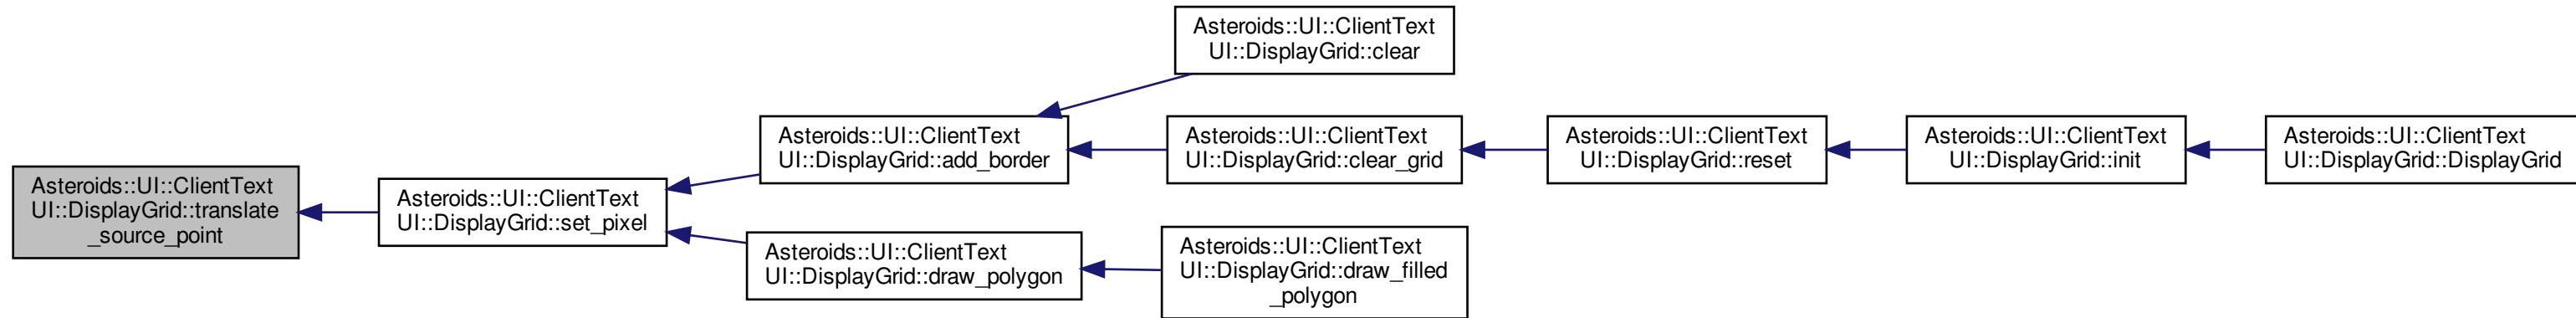 Asteroids::UI::ClientText
UI::DisplayGrid::clear
Asteroids::UI::ClientText
UI::DisplayGrid::add_border
Asteroids::UI::ClientText
UI::DisplayGrid::clear_grid
Asteroids::UI::ClientText
UI::DisplayGrid::reset
Asteroids::UI::ClientText
UI::DisplayGrid::init
Asteroids::UI::ClientText
UI::DisplayGrid::DisplayGrid
Asteroids::UI::ClientText
UI::DisplayGrid::translate
_source_point
Asteroids::UI::ClientText
UI::DisplayGrid::set_pixel
Asteroids::UI::ClientText
UI::DisplayGrid::draw_polygon
Asteroids::UI::ClientText
UI::DisplayGrid::draw_filled
_polygon